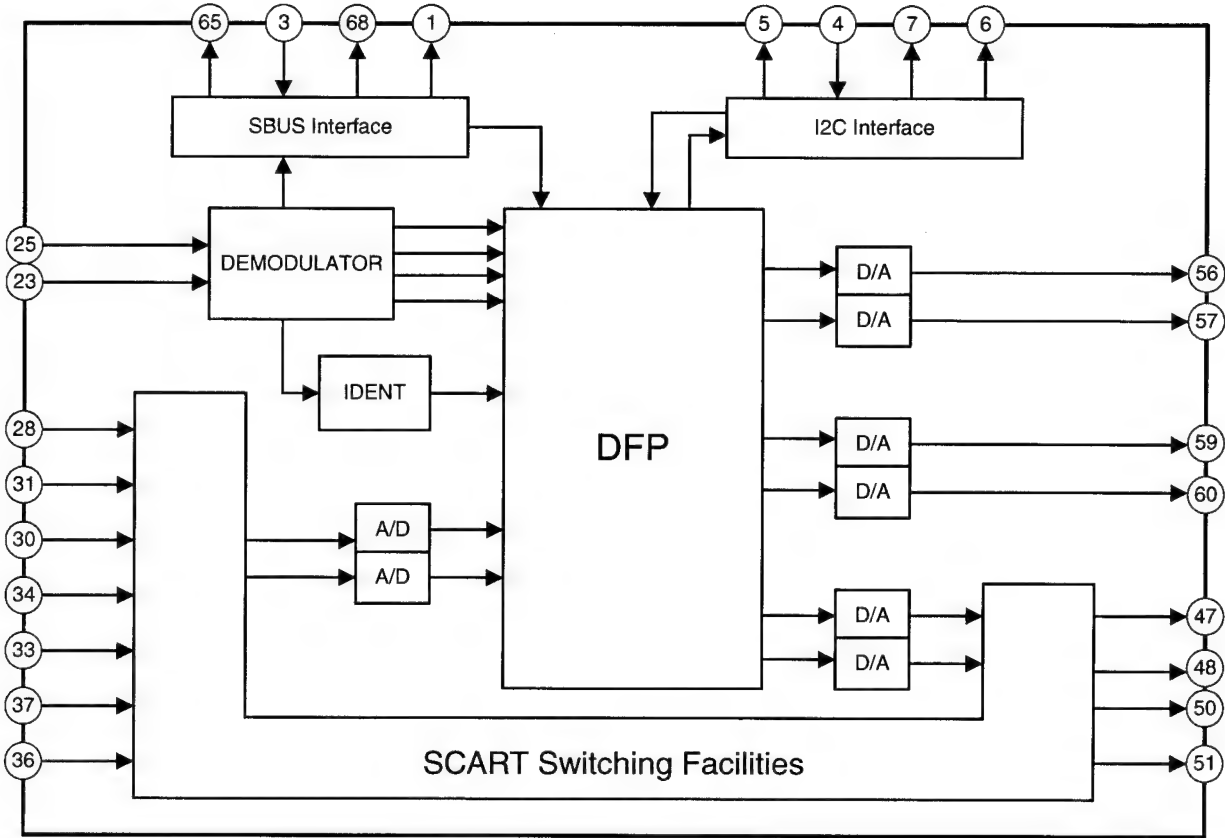 65 3 68 1 5 4 7 6
SBUS Interface
I2C Interface
25
DEMODULATOR
23
D/A
56
D/A
57
IDENT
28
DFP
D/A
59
31
D/A
60
30
A/D
A/D
34
D/A
47
33
D/A
48
37
50
36
SCART Switching Facilities
51